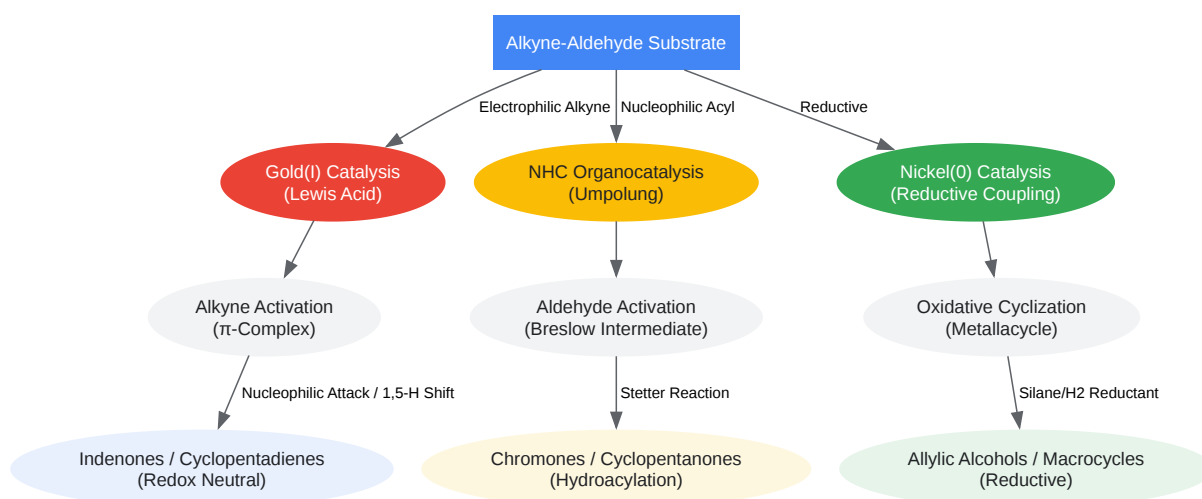 Alkyne-Aldehyde Substrate
Electrophilic Alkyne
Nucleophilic Acyl
Reductive
Gold(I) Catalysis
(Lewis Acid)
NHC Organocatalysis
(Umpolung)
Nickel(0) Catalysis
(Reductive Coupling)
Alkyne Activation
(π-Complex)
Aldehyde Activation
(Breslow Intermediate)
Oxidative Cyclization
(Metallacycle)
Nucleophilic Attack / 1,5-H Shift
Stetter Reaction
Silane/H2 Reductant
Indenones / Cyclopentadienes
(Redox Neutral)
Chromones / Cyclopentanones
(Hydroacylation)
Allylic Alcohols / Macrocycles
(Reductive)